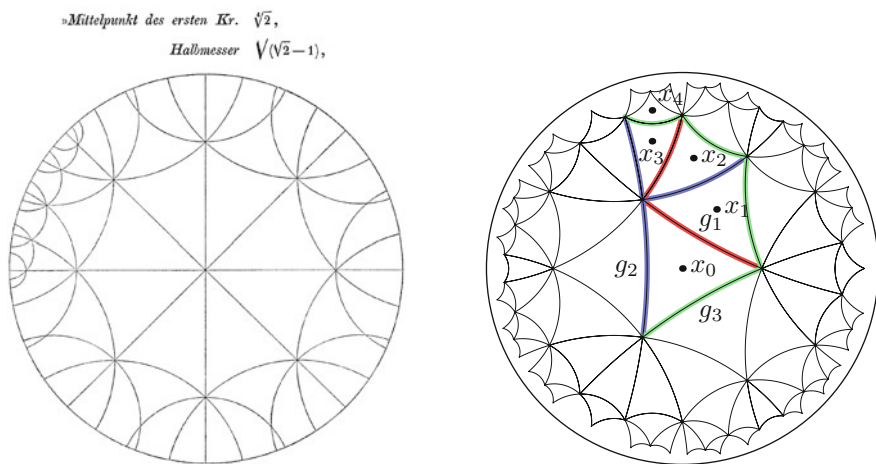 »Mittelpunkt des ersten Kr. ∜2,
Halbmesser √(√2−1),
x₄
x₃
x₂
g₁
x₁
g₂
x₀
g₃